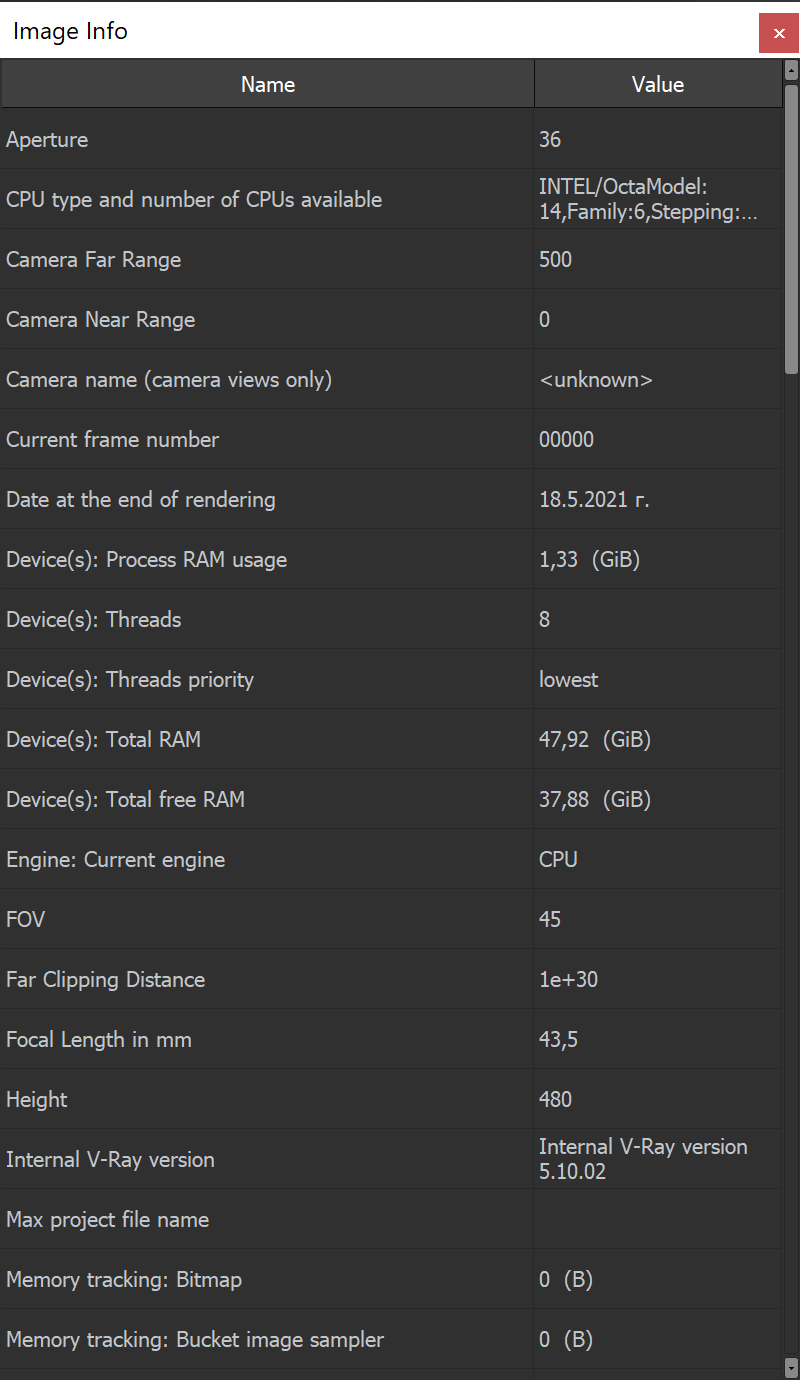 Image Info
Name Value
Aperture 36
CPU type and number of CPUs available INTEL/OctaModel:
14,Family:6,Stepping:...
Camera Far Range 500
Camera Near Range 0
Camera name (camera views only) <unknown>
Current frame number 00000
Date at the end of rendering 18.5.2021 г.
Device(s): Process RAM usage 1,33 (GiB)
Device(s): Threads 8
Device(s): Threads priority lowest
Device(s): Total RAM 47,92 (GiB)
Device(s): Total free RAM 37,88 (GiB)
Engine: Current engine CPU
FOV 45
Far Clipping Distance 1e+30
Focal Length in mm 43,5
Height 480
Internal V-Ray version Internal V-Ray version
5.10.02
Max project file name
Memory tracking: Bitmap 0 (B)
Memory tracking: Bucket image sampler 0 (B)